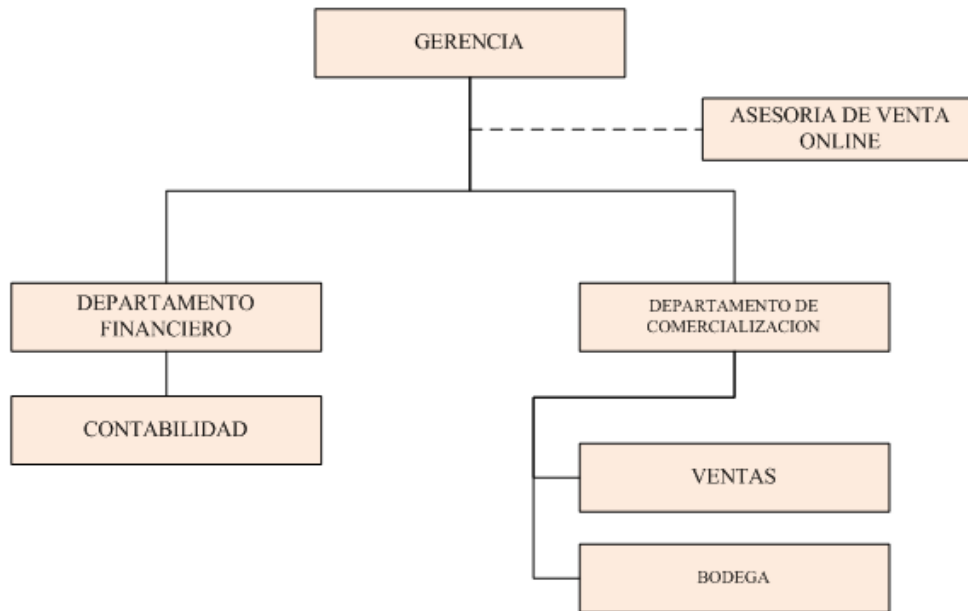 GERENCIA
ASESORIA DE VENTA
ONLINE
DEPARTAMENTO
FINANCIERO
DEPARTAMENTO DE
COMERCIALIZACION
CONTABILIDAD
VENTAS
BODEGA